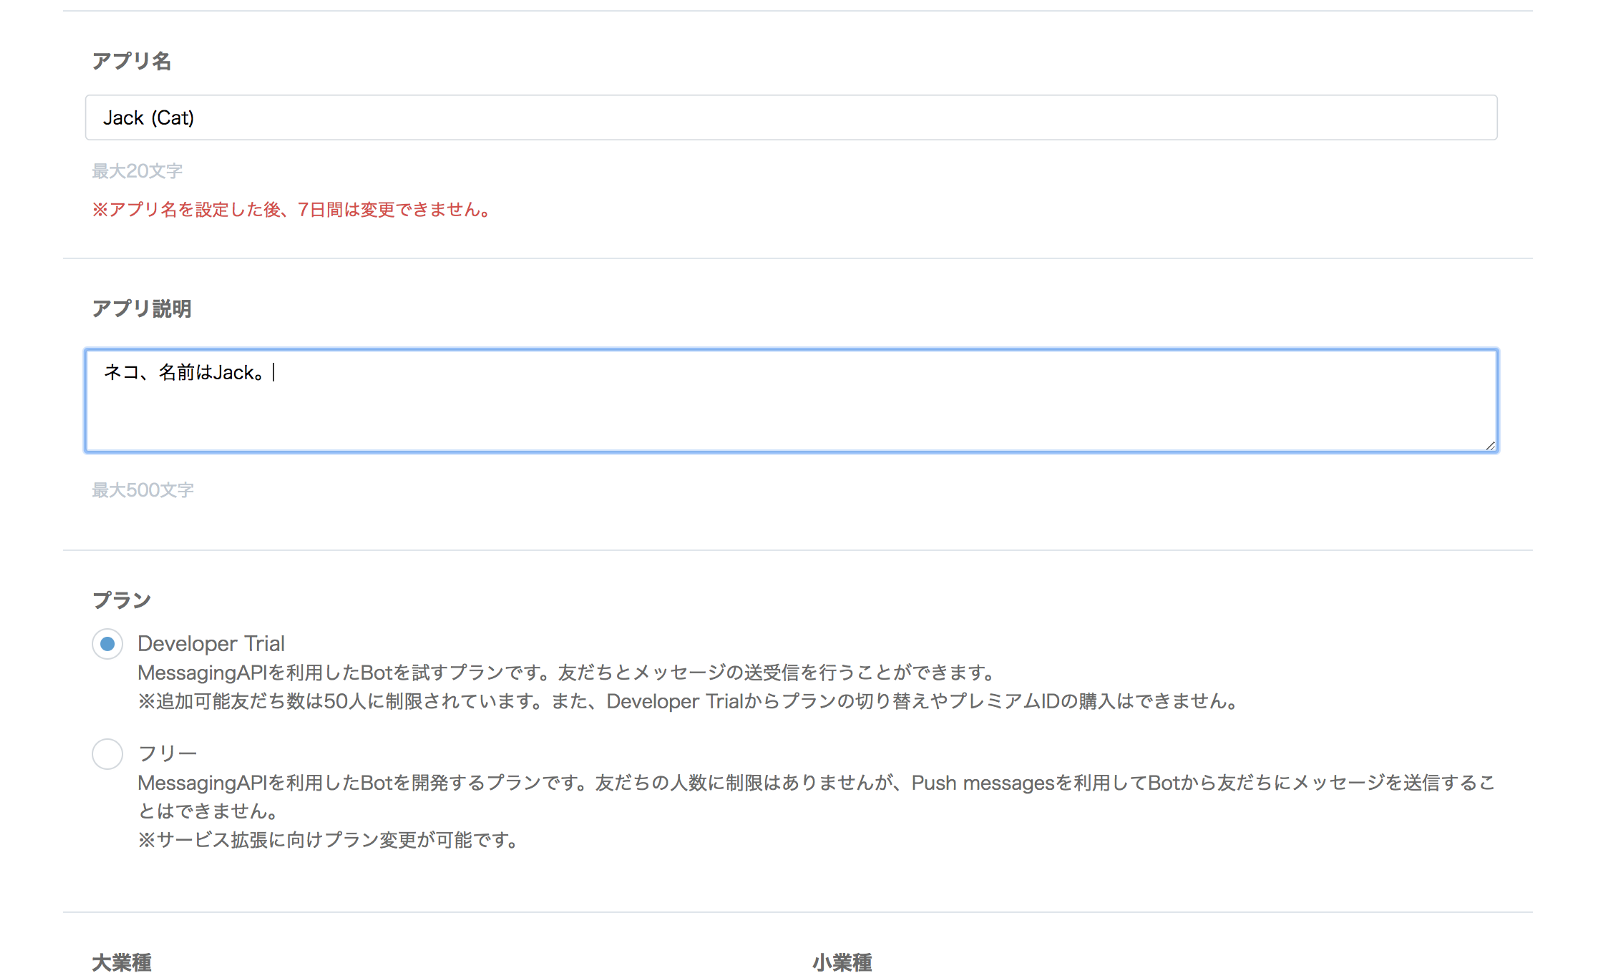 アプリ名
Jack (Cat)
最大20文字
※アプリ名を設定した後、7日間は変更できません。
アプリ説明
ネコ、名前はJack。
最大500文字
プラン
Developer Trial
MessagingAPIを利用したBotを試すプランです。友だちとメッセージの送受信を行うことができます。
※追加可能友だち数は50人に制限されています。また、Developer Trialからプランの切り替えやプレミアムIDの購入はできません。
フリー
MessagingAPIを利用したBotを開発するプランです。友だちの人数に制限はありませんが、Push messagesを利用してBotから友だちにメッセージを送信するこ
とはできません。
※サービス拡張に向けプラン変更が可能です。
大業種
小業種